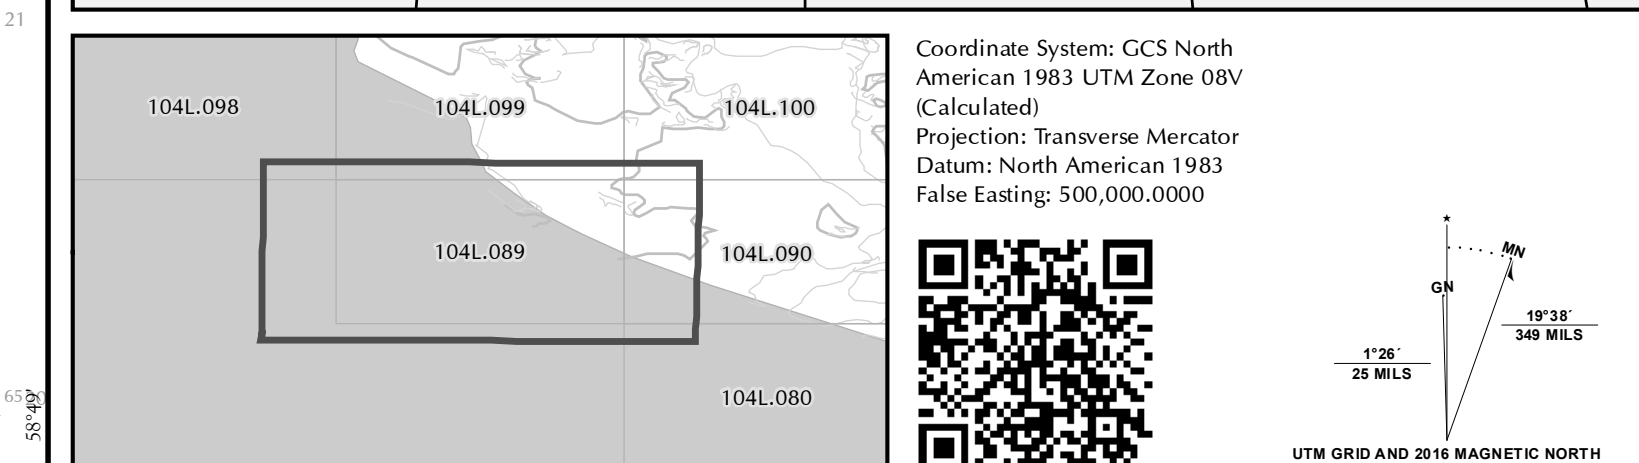 21
104L.098
104L.099
104L.100
104L.089
104L.090
104L.080
58°49'
Coordinate System: GCS North
American 1983 UTM Zone 08V
(Calculated)
Projection: Transverse Mercator
Datum: North American 1983
False Easting: 500,000.0000
MN
GN
19°38´
349 MILS
1°26´
25 MILS
UTM GRID AND 2016 MAGNETIC NORTH